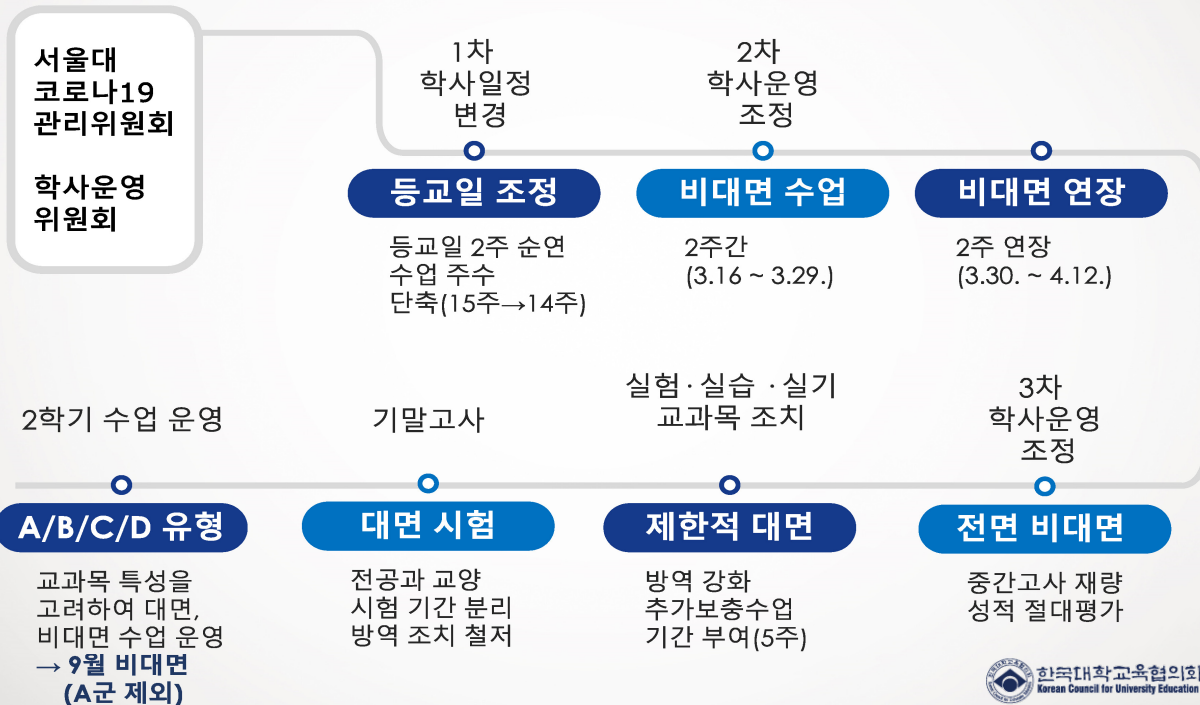 서울대
코로나19
관리위원회
학사운영
위원회
1차
학사일정
변경
등교일 조정
등교일 2주 순연
수업 주수
단축(15주→14주)
2차
학사운영
조정
비대면 수업
2주간
(3.16 ~ 3.29.)
비대면 연장
2주 연장
(3.30. ~ 4.12.)
3차
학사운영
조정
전면 비대면
중간고사 재량
성적 절대평가
실험· 실습 · 실기
교과목 조치
제한적 대면
방역 강화
추가보충수업
기간 부여(5주)
기말고사
대면 시험
전공과 교양
시험 기간 분리
방역 조치 철저
2학기 수업 운영
A/B/C/D 유형
교과목 특성을
고려하여 대면,
비대면 수업 운영
→ 9월 비대면
(A군 제외)
한국대학교육협의회
Korean Council for University Education